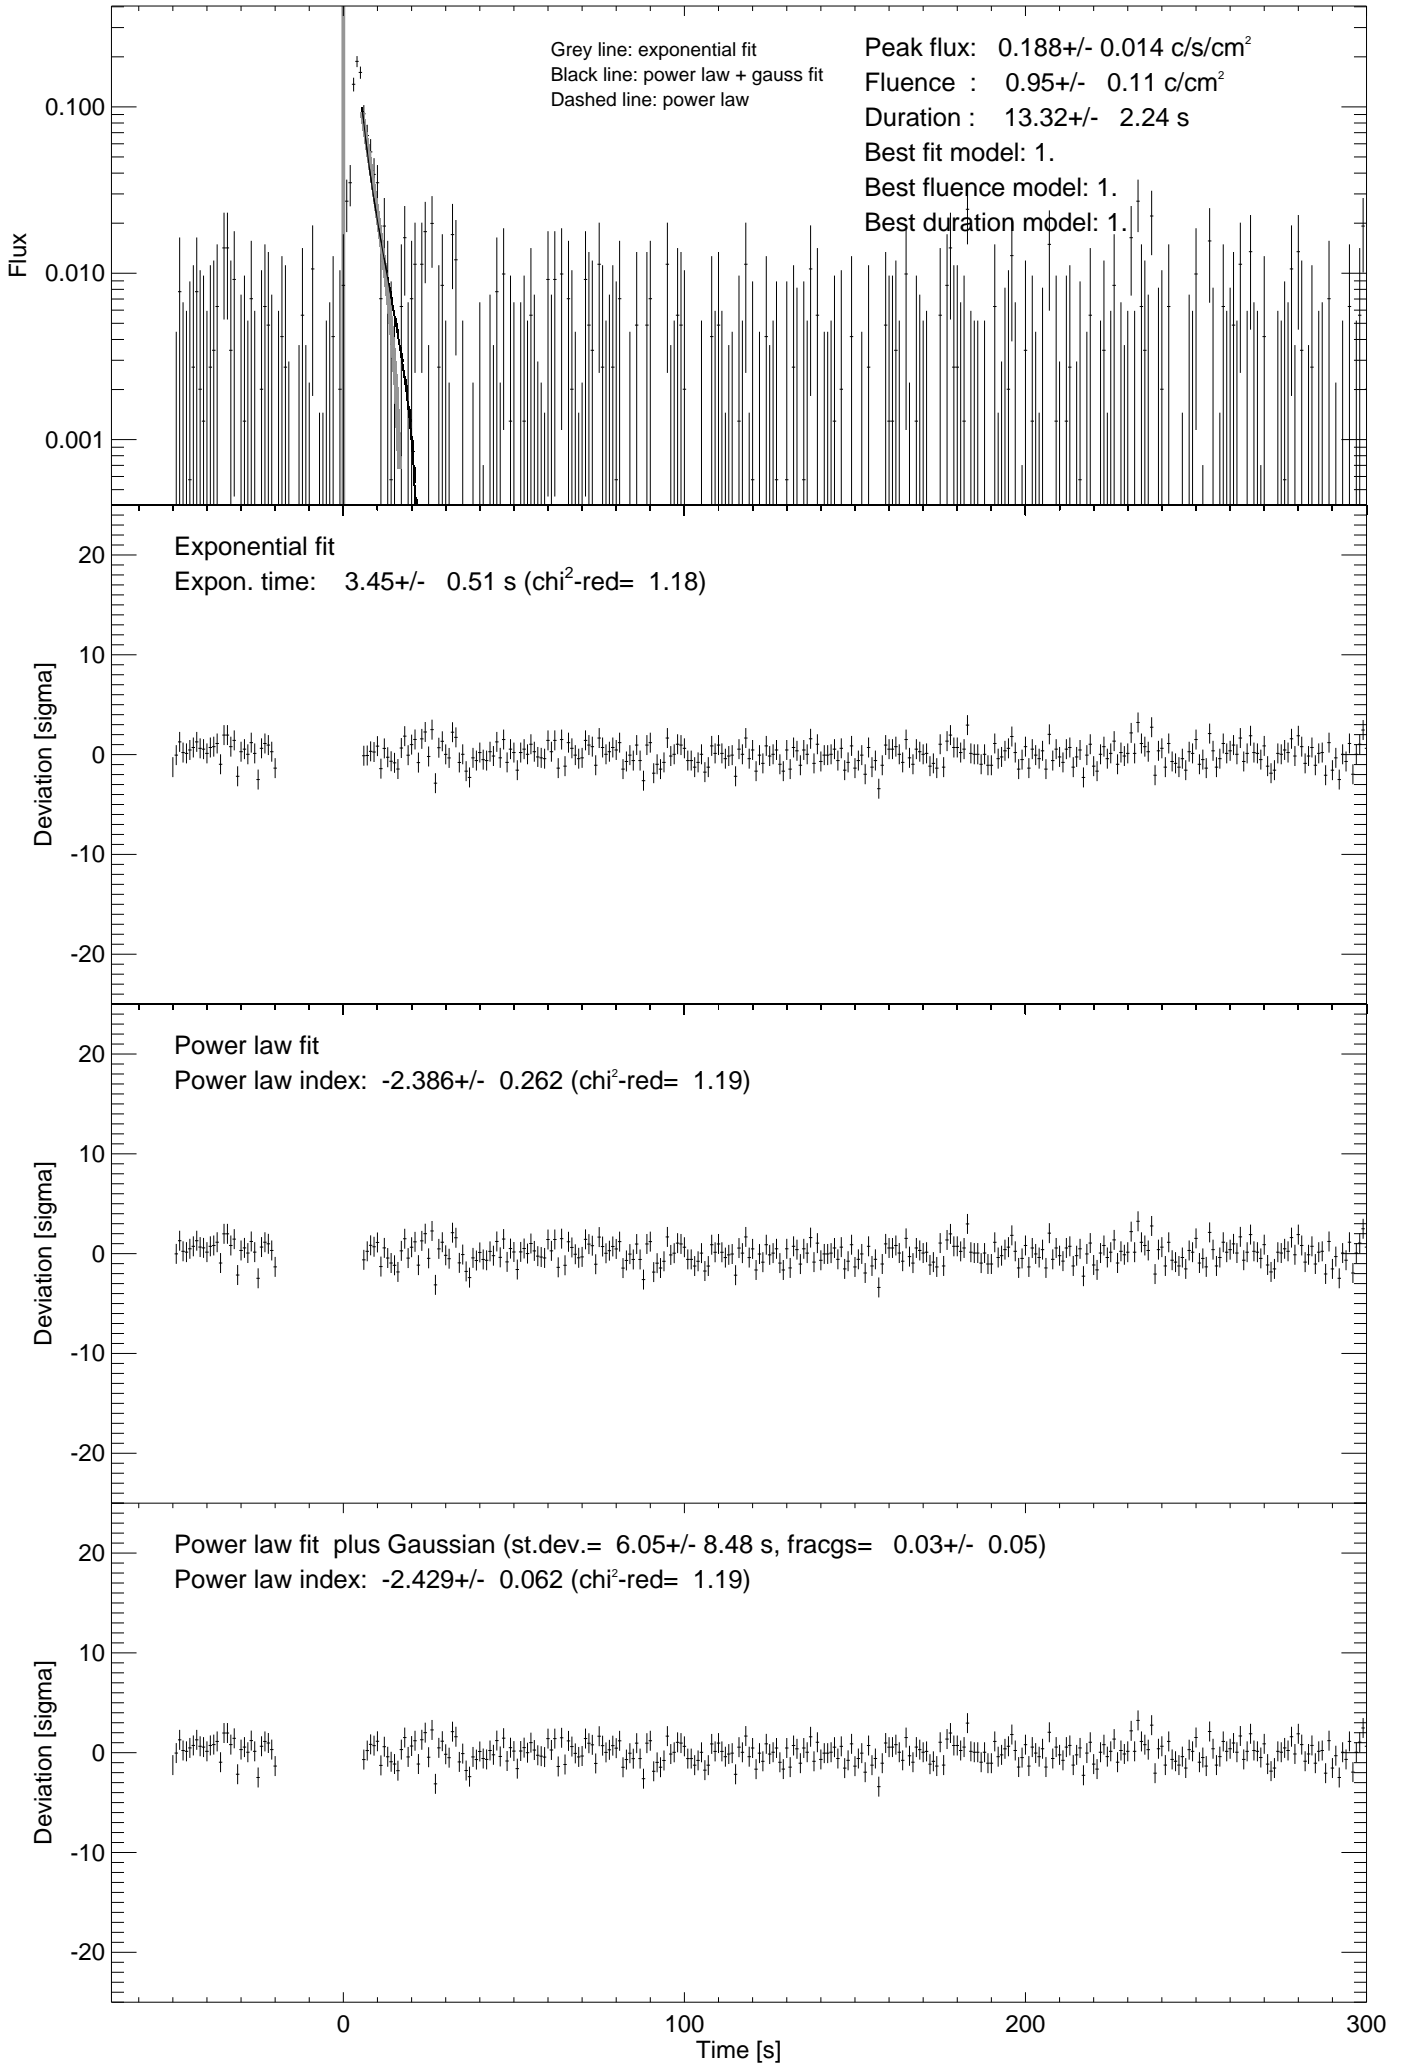 Grey line: exponential fit
Black line: power law + gauss fit
Dashed line: power law
Peak flux: 0.188+/- 0.014 c/s/cm²
Fluence : 0.95+/- 0.11 c/cm²
Duration : 13.32+/- 2.24 s
Best fit model: 1.
Best fluence model: 1.
Best duration model: 1.
0.100
0.010
0.001
Flux
Exponential fit
Expon. time: 3.45+/- 0.51 s (chi²-red= 1.18)
20
10
0
-10
-20
Deviation [sigma]
Power law fit
Power law index: -2.386+/- 0.262 (chi²-red= 1.19)
20
10
0
-10
-20
Deviation [sigma]
Power law fit plus Gaussian (st.dev.= 6.05+/- 8.48 s, fracgs= 0.03+/- 0.05)
Power law index: -2.429+/- 0.062 (chi²-red= 1.19)
20
10
0
-10
-20
Deviation [sigma]
0 100 200 300
Time [s]